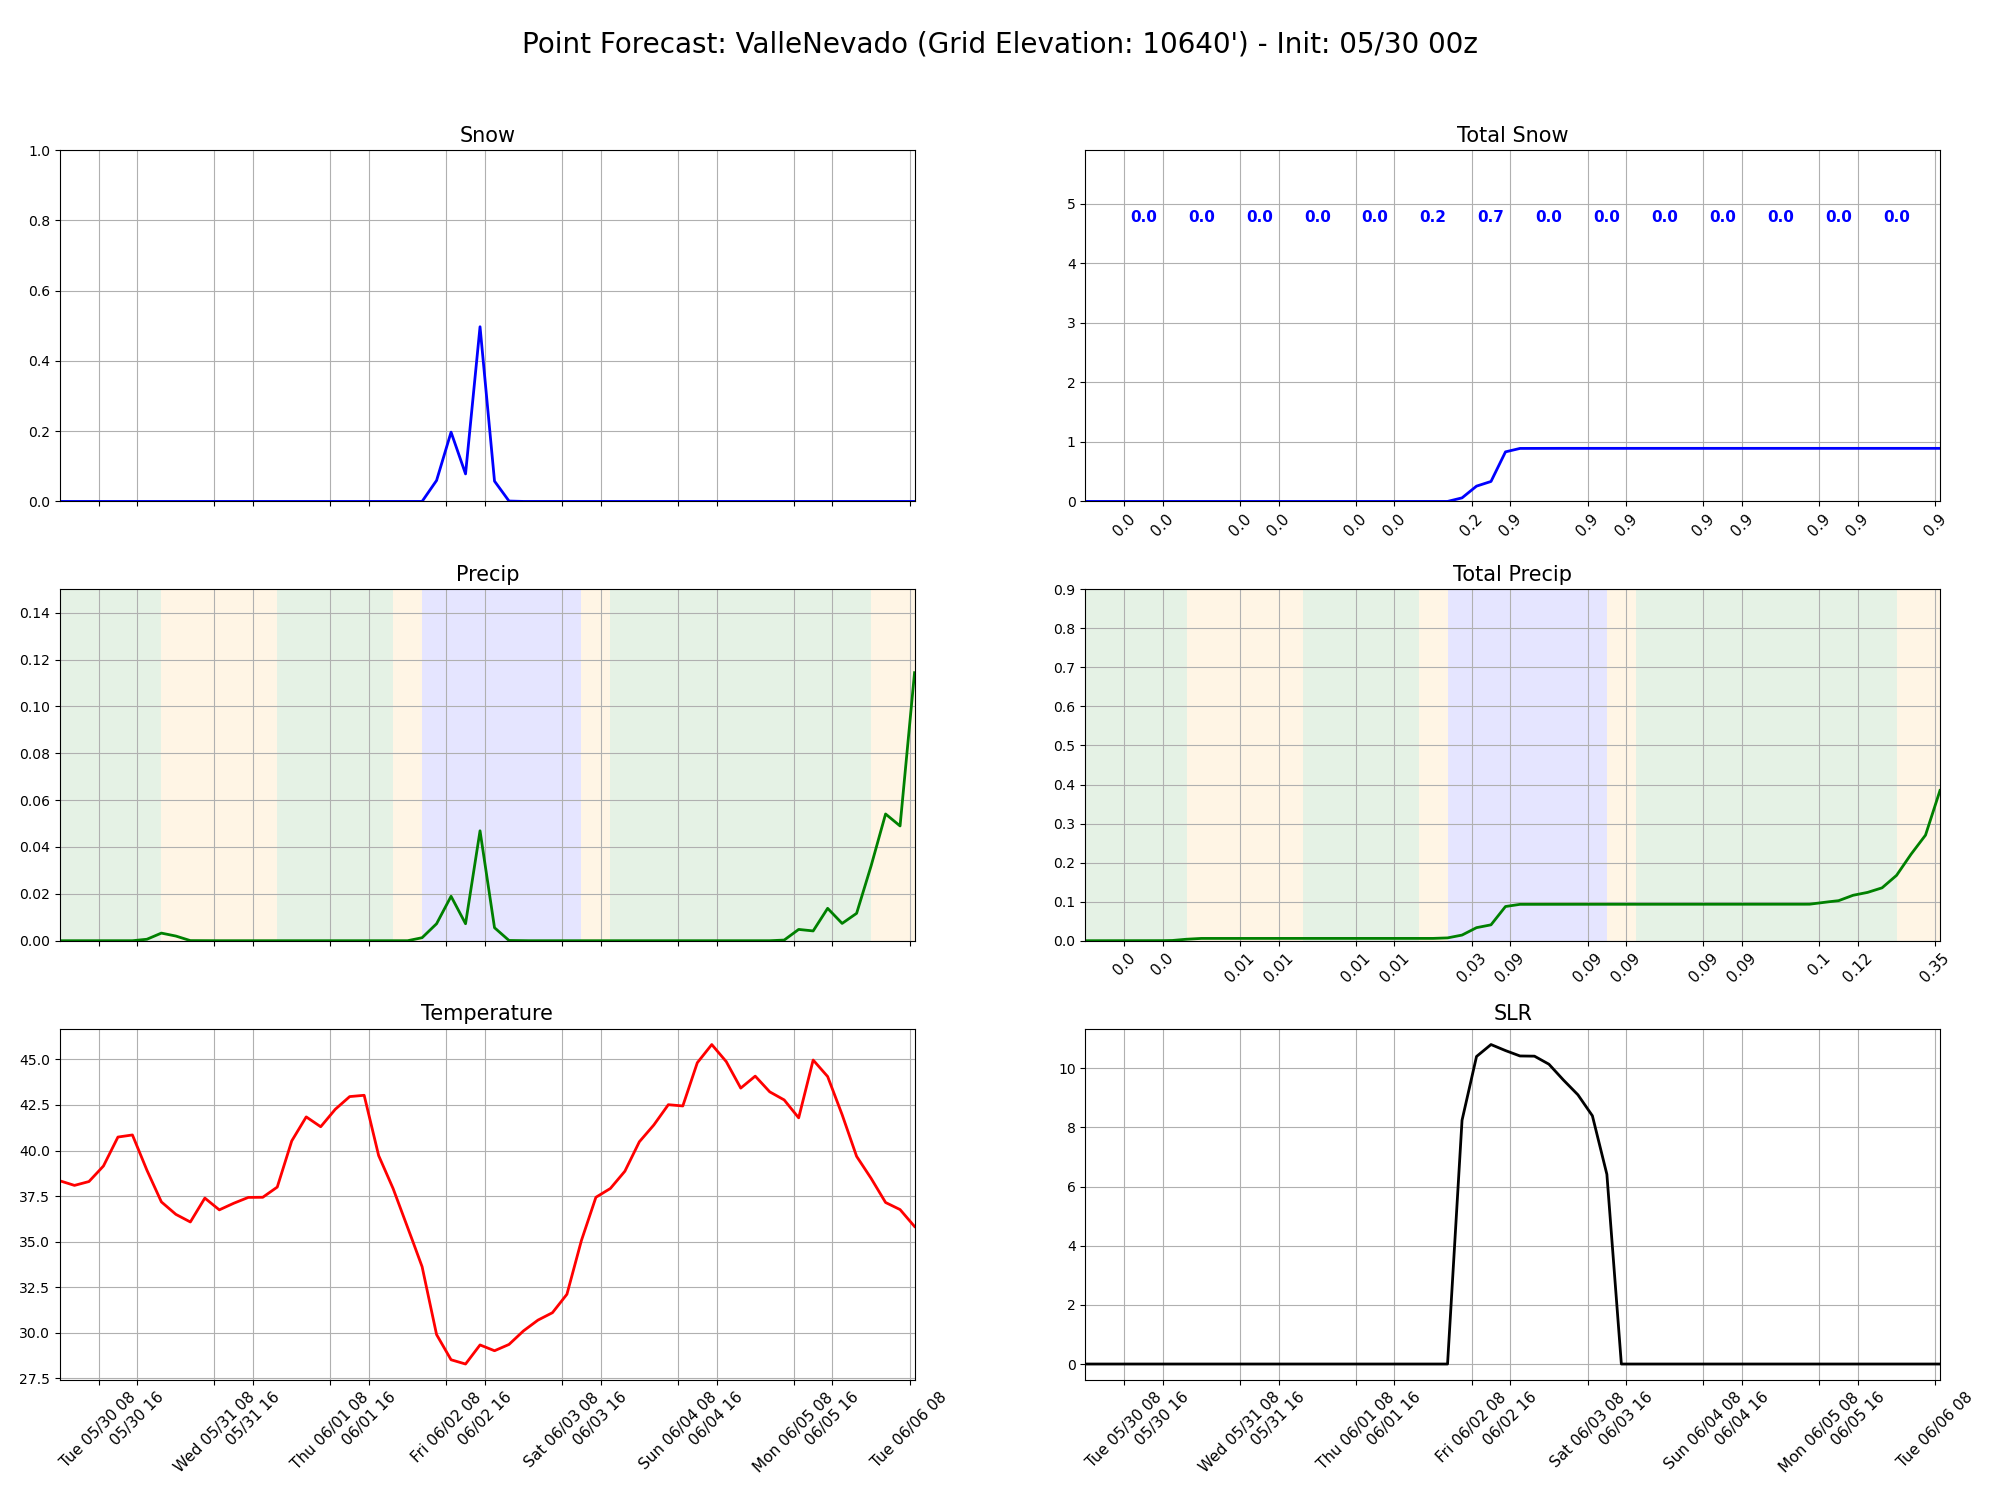 Point Forecast: ValleNevado (Grid Elevation: 10640') - Init: 05/30 00z
Snow
1.0
0.8
0.6
0.4
0.2
0.0
Total Snow
5
4
3
2
1
0
0.0 0.0 0.0 0.0 0.0 0.2 0.7 0.0 0.0 0.0 0.0 0.0 0.0 0.0
0.0 0.0 0.0 0.0 0.0 0.0 0.2 0.9 0.9 0.9 0.9 0.9 0.9 0.9 0.9
Precip
0.14
0.12
0.10
0.08
0.06
0.04
0.02
0.00
Total Precip
0.9
0.8
0.7
0.6
0.5
0.4
0.3
0.2
0.1
0.0
0.0 0.0 0.01 0.01 0.01 0.01 0.03 0.09 0.09 0.09 0.09 0.09 0.1 0.12 0.35
Temperature
45.0
42.5
40.0
37.5
35.0
32.5
30.0
27.5
Tue 05/30 08
05/30 16
Wed 05/31 08
05/31 16
Thu 06/01 08
06/01 16
Fri 06/02 08
06/02 16
Sat 06/03 08
06/03 16
Sun 06/04 08
06/04 16
Mon 06/05 08
06/05 16
Tue 06/06 08
SLR
10
8
6
4
2
0
Tue 05/30 08
05/30 16
Wed 05/31 08
05/31 16
Thu 06/01 08
06/01 16
Fri 06/02 08
06/02 16
Sat 06/03 08
06/03 16
Sun 06/04 08
06/04 16
Mon 06/05 08
06/05 16
Tue 06/06 08